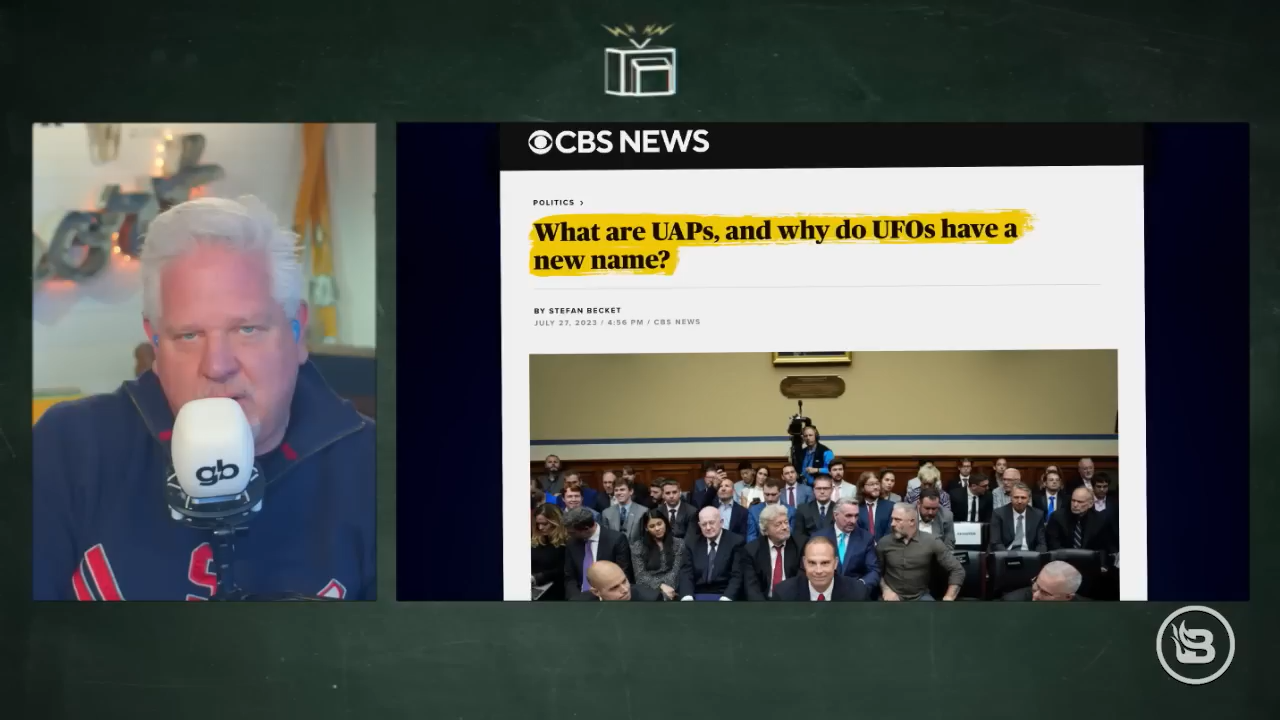 CBS NEWS
POLITICS >
What are UAPs, and why do UFOs have a
new name?
BY STEFAN BECKET
JULY 27, 2023 / 4:56 PM / CBS NEWS
gb
B